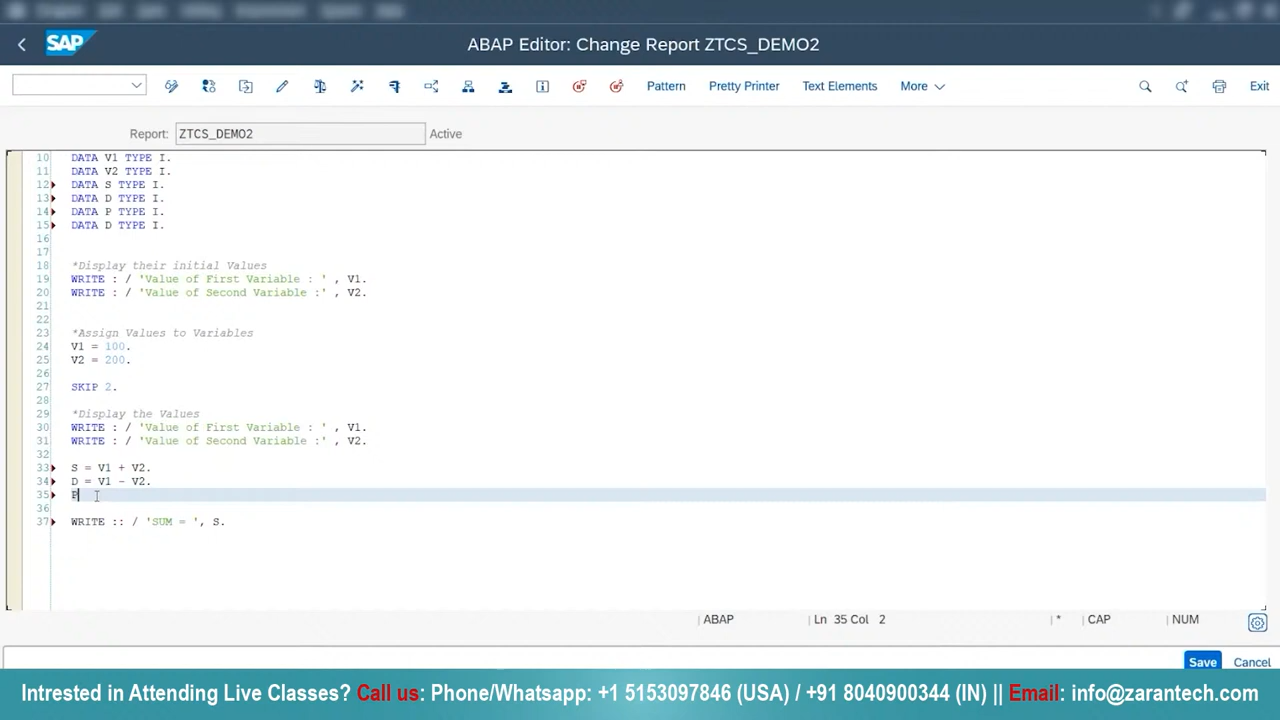 SAP
ABAP Editor: Change Report ZTCS_DEMO2
Pattern
Pretty Printer
Text Elements
More
Exit
Report:
ZTCS_DEMO2
Active
10 DATA V1 TYPE I.
11 DATA V2 TYPE I.
12 DATA S TYPE I.
13 DATA D TYPE I.
14 DATA P TYPE I.
15 DATA D TYPE I.
16
17
18 *Display their initial Values
19 WRITE : / 'Value of First Variable : ' , V1.
20 WRITE : / 'Value of Second Variable :' , V2.
21
22
23 *Assign Values to Variables
24 V1 = 100.
25 V2 = 200.
26
27 SKIP 2.
28
29 *Display the Values
30 WRITE : / 'Value of First Variable : ' , V1.
31 WRITE : / 'Value of Second Variable :' , V2.
32
33 S = V1 + V2.
34 D = V1 - V2.
35 P
36
37 WRITE :: / 'SUM = ', S.
ABAP
Ln 35 Col 2
*
CAP
NUM
Save
Cancel
Intrested in Attending Live Classes? Call us: Phone/Whatsapp: +1 5153097846 (USA) / +91 8040900344 (IN) || Email: info@zarantech.com